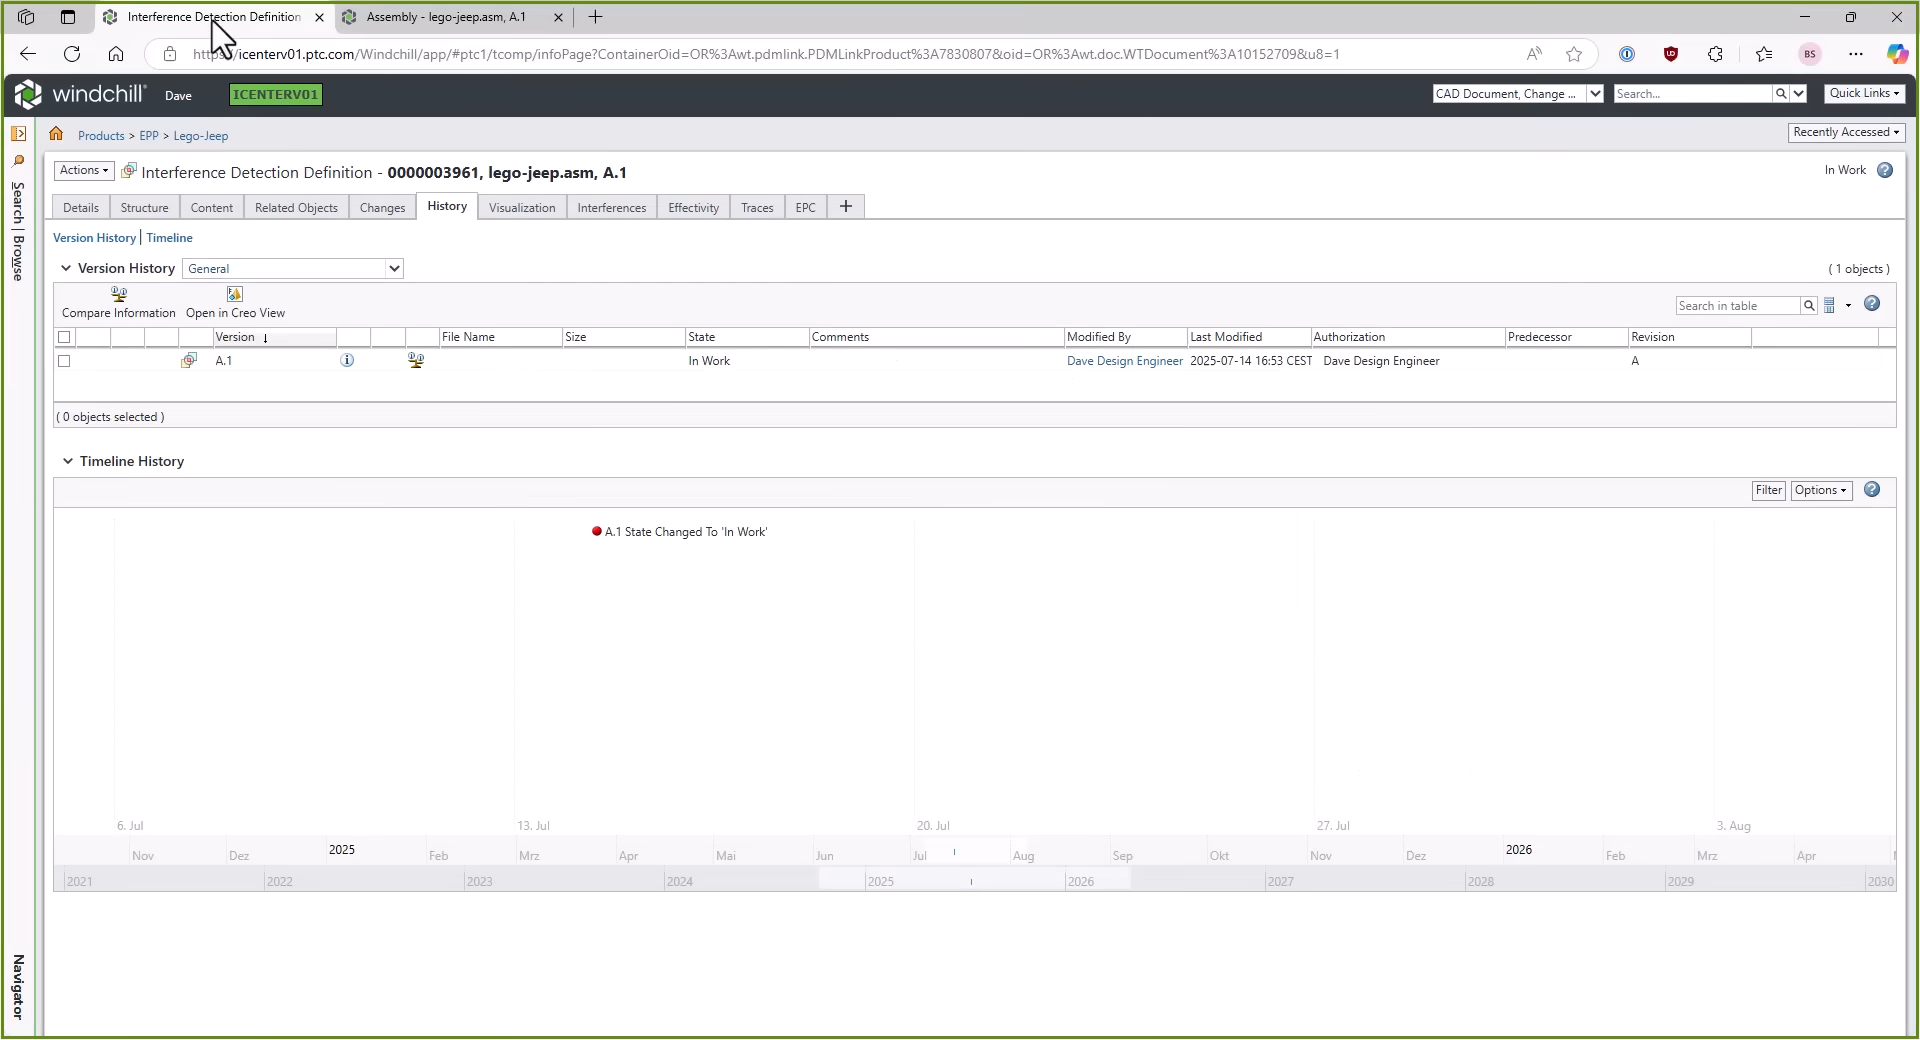 Interference Detection Definition
Assembly - lego-jeep.asm, A.1
https://icenterv01.ptc.com/Windchill/app/#ptc1/tcomp/infoPage?ContainerOid=OR%3Awt.pdmlink.PDMLinkProduct%3A7830807&oid=OR%3Awt.doc.WTDocument%3A10152709&u8=1
BS
windchill Dave ICENTERV01 CAD Document, Change ... Search... Quick Links
Products > EPP > Lego-Jeep Recently Accessed
Actions Interference Detection Definition - 0000003961, lego-jeep.asm, A.1 In Work
Search | Browse
Details Structure Content Related Objects Changes History Visualization Interferences Effectivity Traces EPC +
Version History | Timeline
Version History General ( 1 objects )
Compare Information Open in Creo View Search in table
Version File Name Size State Comments Modified By Last Modified Authorization Predecessor Revision
A.1 In Work Dave Design Engineer 2025-07-14 16:53 CEST Dave Design Engineer A
( 0 objects selected )
Timeline History
Filter Options
A.1 State Changed To 'In Work'
6. Jul 13. Jul 20. Jul 27. Jul 3. Aug
Nov Dez 2025 Feb Mrz Apr Mai Jun Jul Aug Sep Okt Nov Dez 2026 Feb Mrz Apr
2021 2022 2023 2024 2025 2026 2027 2028 2029 2030
Navigator